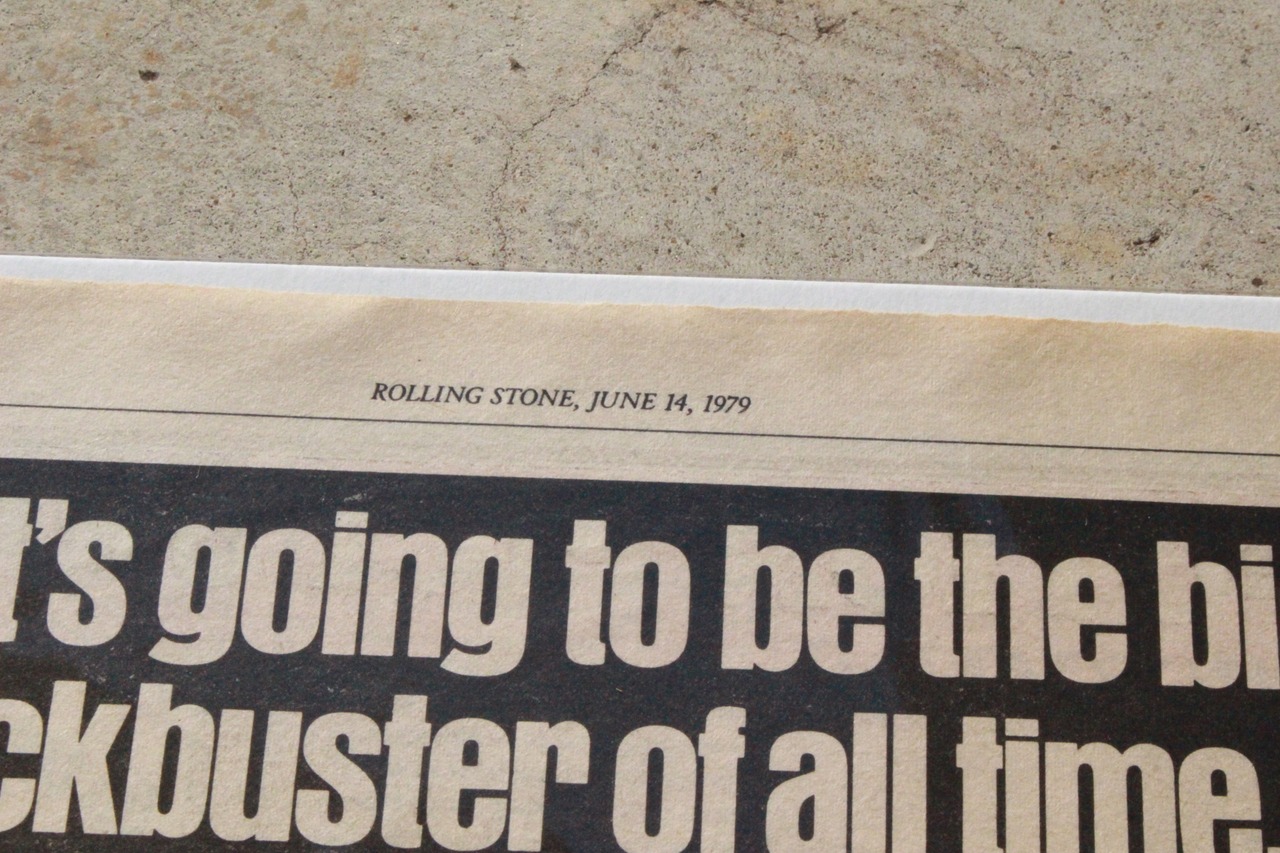 ROLLING STONE, JUNE 14, 1979
t's going to be the bi
ckbuster of all time.